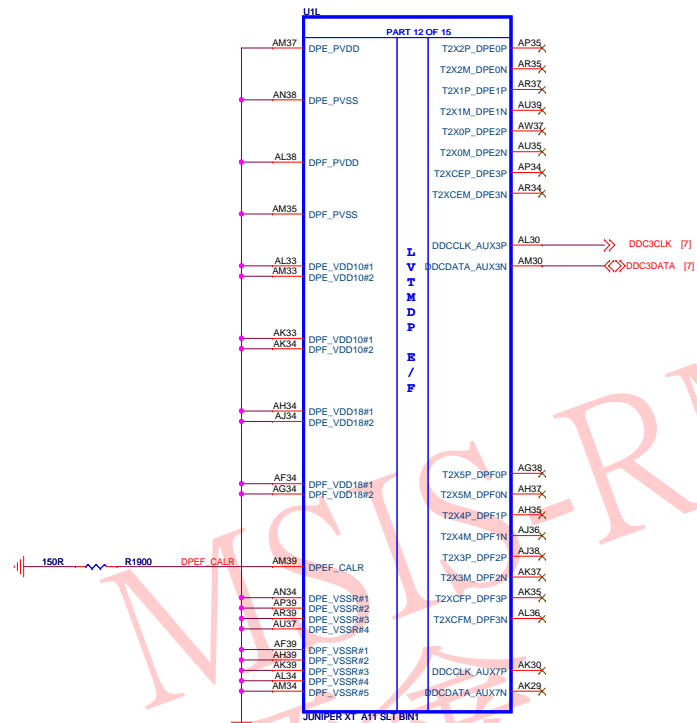 U1L
PART 12 OF 15
AM37 DPE_PVDD T2X2P_DPE0P AP35
T2X2M_DPE0N AR35
T2X1P_DPE1P AR37
AN38 DPE_PVSS
T2X1M_DPE1N AU39
T2X0P_DPE2P AW37
T2X0M_DPE2N AU35
AL38 DPF_PVDD
T2XCEP_DPE3P AP34
T2XCEM_DPE3N AR34
AM35 DPF_PVSS
DDCCLK_AUX3P AL30 DDC3CLK [7]
AL33 DPE_VDD10#1 DDCDATA_AUX3N AM30 DDC3DATA [7]
AM33 DPE_VDD10#2
LVTMDP E/F
AK33 DPF_VDD10#1
AK34 DPF_VDD10#2
AH34 DPE_VDD18#1
AJ34 DPE_VDD18#2
T2X5P_DPF0P AG38
AF34 DPF_VDD18#1
AG34 DPF_VDD18#2 T2X5M_DPF0N AH37
T2X4P_DPF1P AH35
T2X4M_DPF1N AJ36
T2X3P_DPF2P AJ38
150R R1900 DPEF_CALR AM39 DPEF_CALR
T2X3M_DPF2N AK37
AN34 DPE_VSSR#1 T2XCFP_DPF3P AK35
AP39 DPE_VSSR#2
AR39 DPE_VSSR#3 T2XCFM_DPF3N AL36
AU37 DPE_VSSR#4
AF39 DPF_VSSR#1
AH39 DPF_VSSR#2
AK39 DPF_VSSR#3 DDCCLK_AUX7P AK30
AL34 DPF_VSSR#4
AM34 DPF_VSSR#5 DDCDATA_AUX7N AK29
JUNIPER XT A11 SLT BIN1